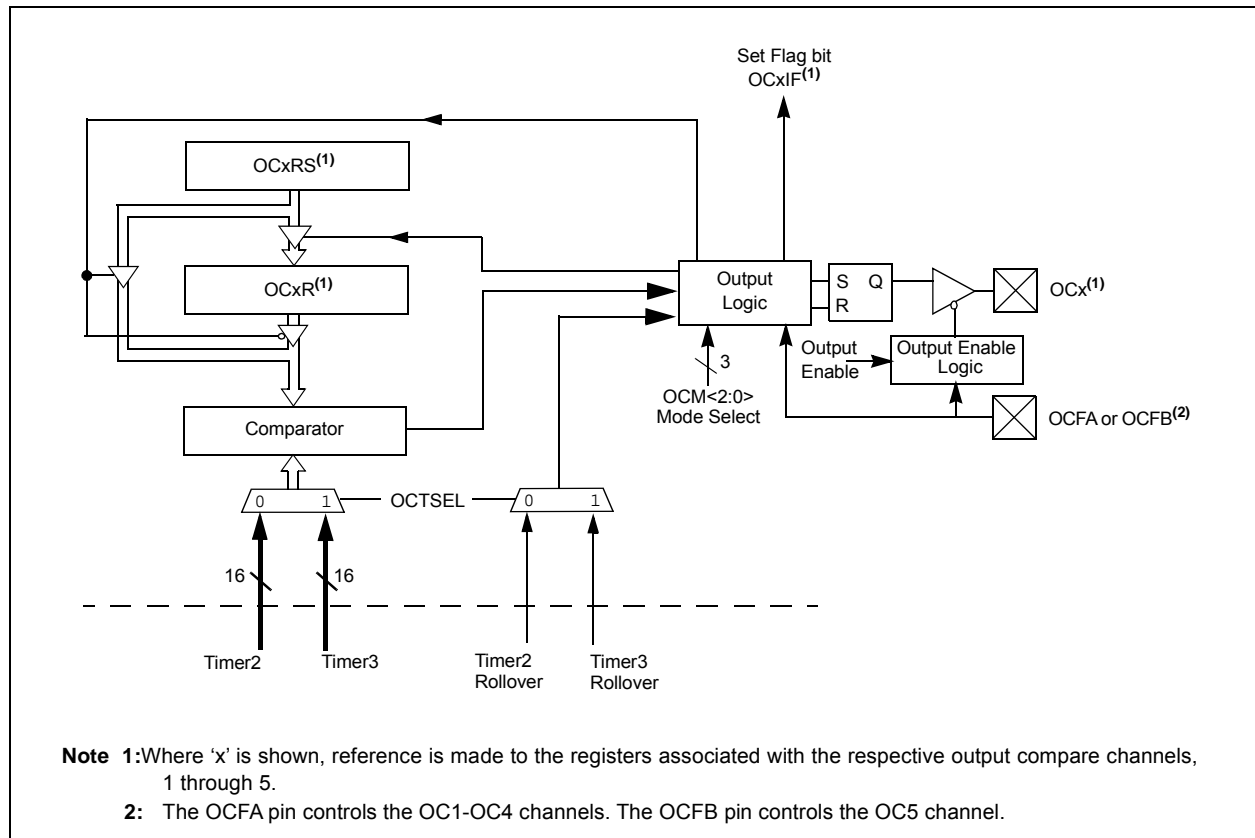 Set Flag bit
OCxIF(1)
OCxRS(1)
OCxR(1)
Output
Logic
S Q
R
OCx(1)
Output
Enable
Output Enable
Logic
3
OCM<2:0>
Mode Select
OCFA or OCFB(2)
Comparator
0 1
OCTSEL
0 1
16
16
Timer2
Timer3
Timer2
Rollover
Timer3
Rollover
Note 1:Where ‘x’ is shown, reference is made to the registers associated with the respective output compare channels,
1 through 5.
2: The OCFA pin controls the OC1-OC4 channels. The OCFB pin controls the OC5 channel.